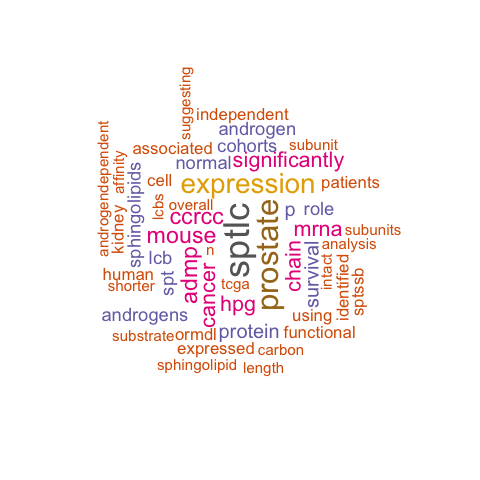 suggesting
independent
androgen
androgendependent
affinity
associated
cohorts
subunit
normal
significantly
kidney
sphingolipids
cell
expression
patients
lcbs
overall
ccrcc
sptlc
prostate
p
role
mouse
mrna
subunits
lcb
n
chain
survival
analysis
human
spt
admp
tcga
intact
identified
sptssb
shorter
cancer
hpg
androgens
using
substrate
ormdl
protein
functional
expressed
carbon
sphingolipid
length